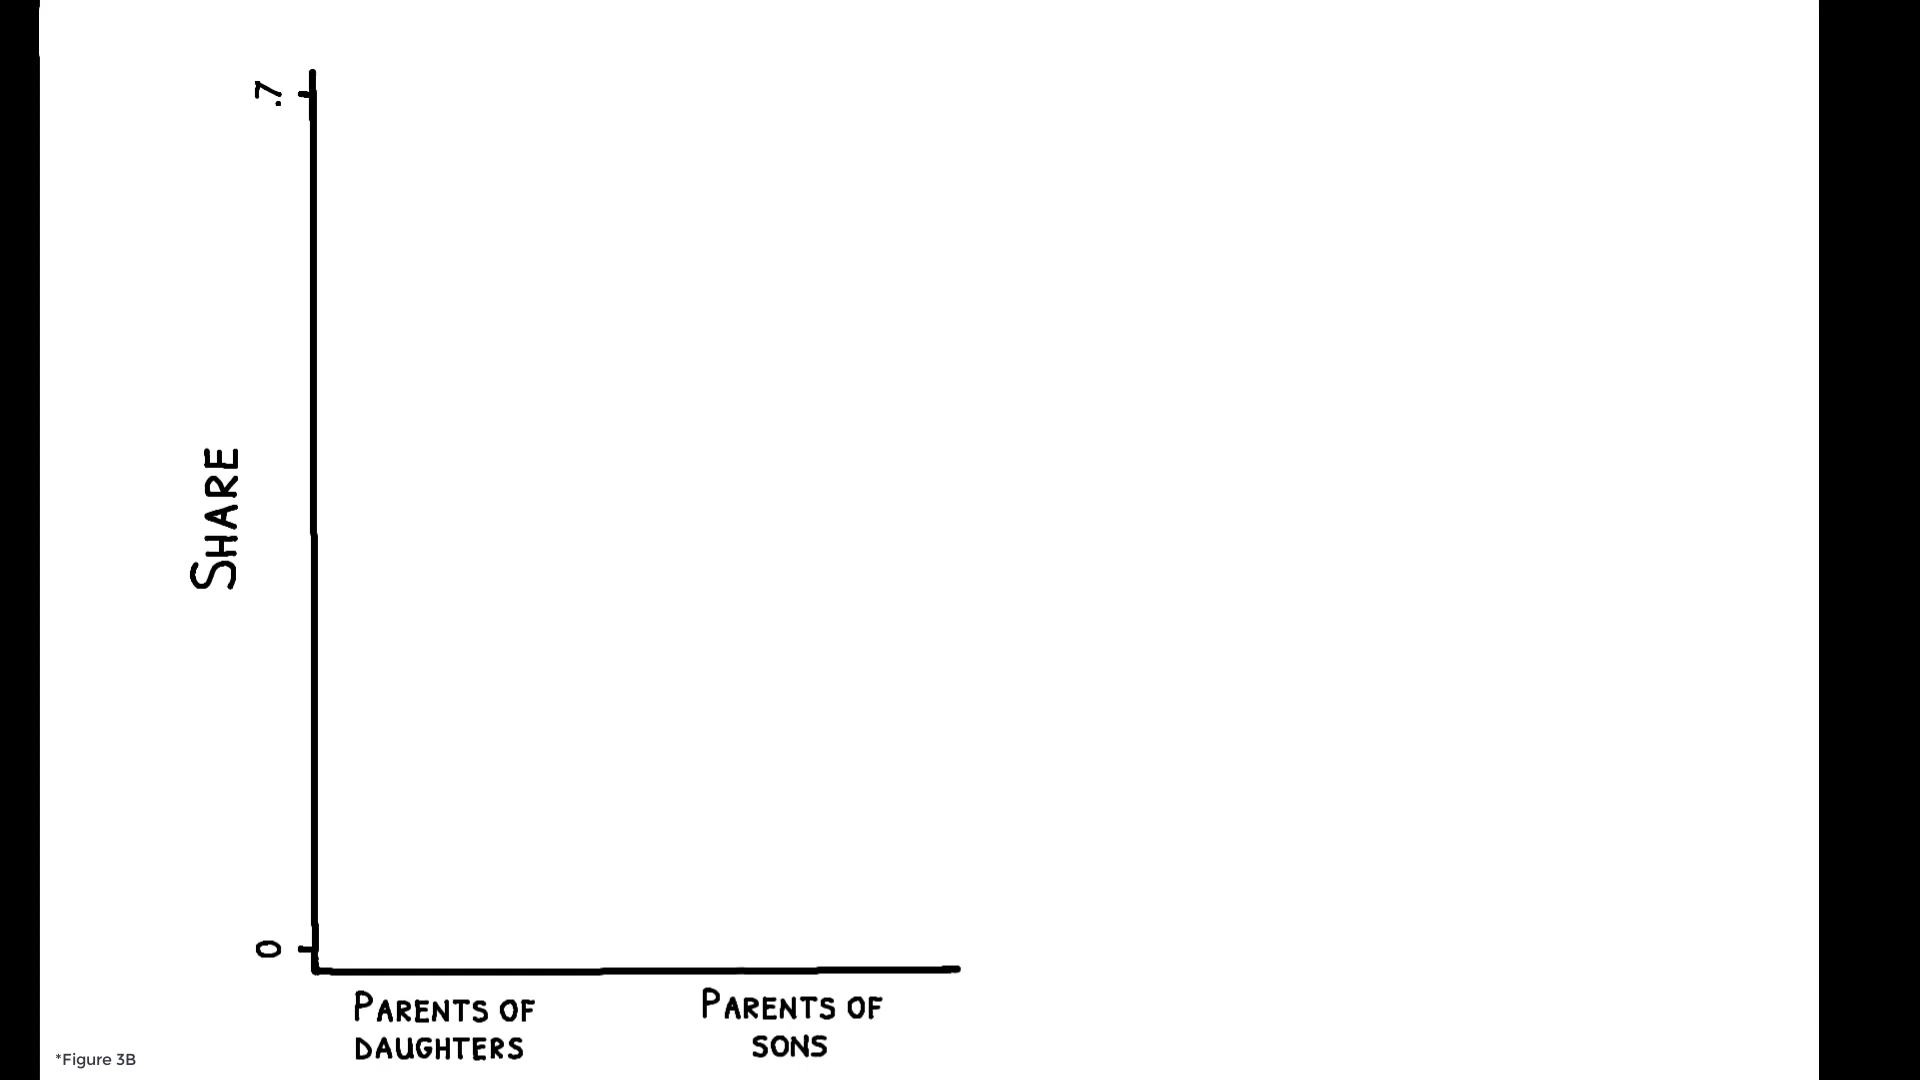 .7
SHARE
0
PARENTS OF
DAUGHTERS
PARENTS OF
SONS
*Figure 3B